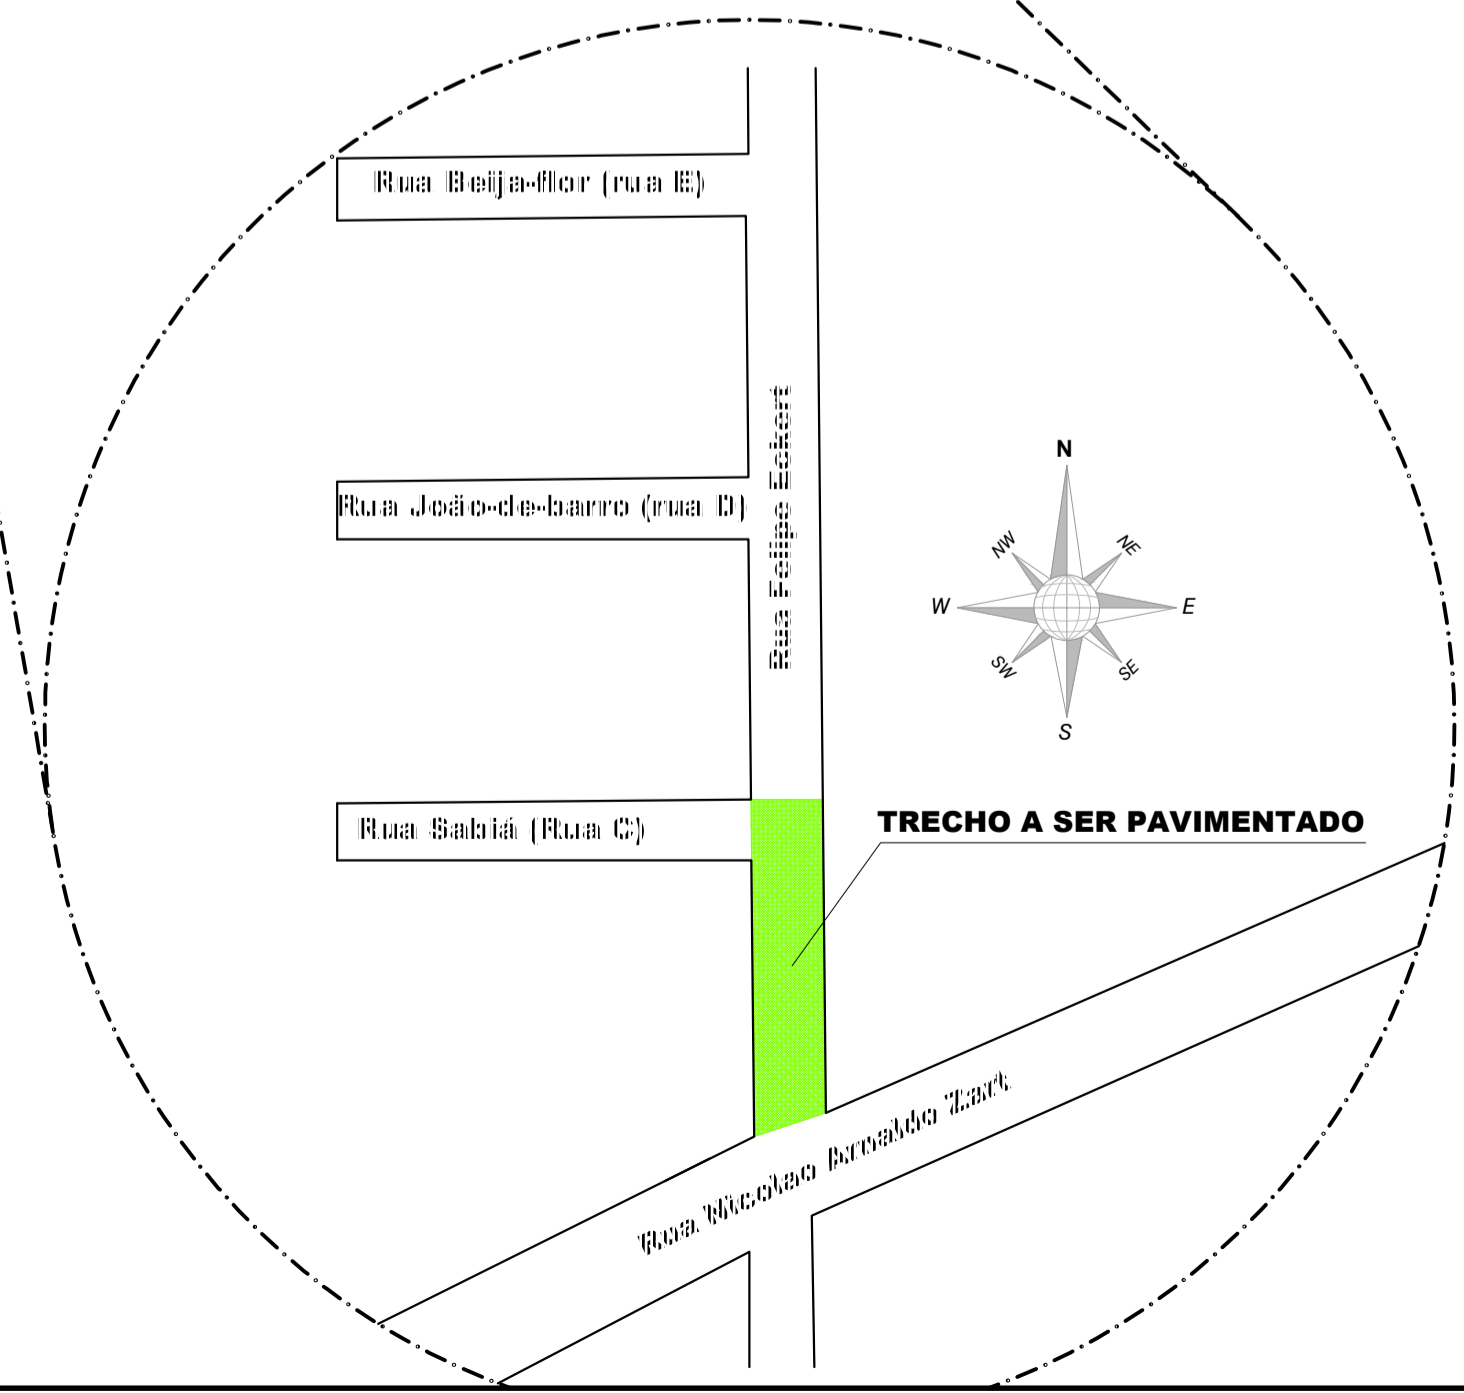 Rua Beija-flor (rua E)
Rua Felipe Eckert
N
Rua João-de-barro (rua D)
NW
NE
W
E
SW
SE
S
TRECHO A SER PAVIMENTADO
Rua Sabiá (Rua C)
Rua Nicolao Arnaldo Zart